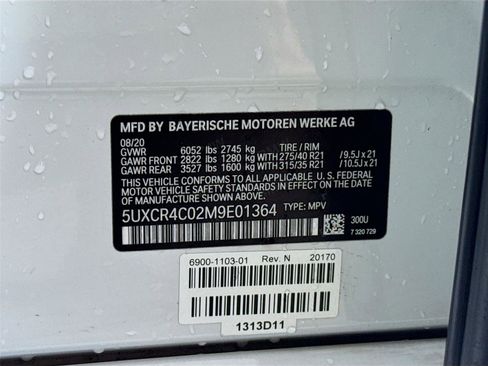 MFD BY BAYERISCHE MOTOREN WERKE AG
08/20
GVWR 6052 lbs 2745 kg TIRE / RIM
GAWR FRONT 2822 lbs 1280 kg WITH 275/40 R21 /9.5J x 21
GAWR REAR 3527 lbs 1600 kg WITH 315/35 R21 /10.5J x 21
THIS VEHICLE CONFORMS TO ALL APPLICABLE U. S. FEDERAL
MOTOR VEHICLE SAFETY STANDARDS IN EFFECT ON THE DATE OF
MANUFACTURE SHOWN ABOVE.
5UXCR4C02M9E01364 TYPE: MPV
300U
7 320 729
6900-1103-01 Rev. N 20170
1313D11